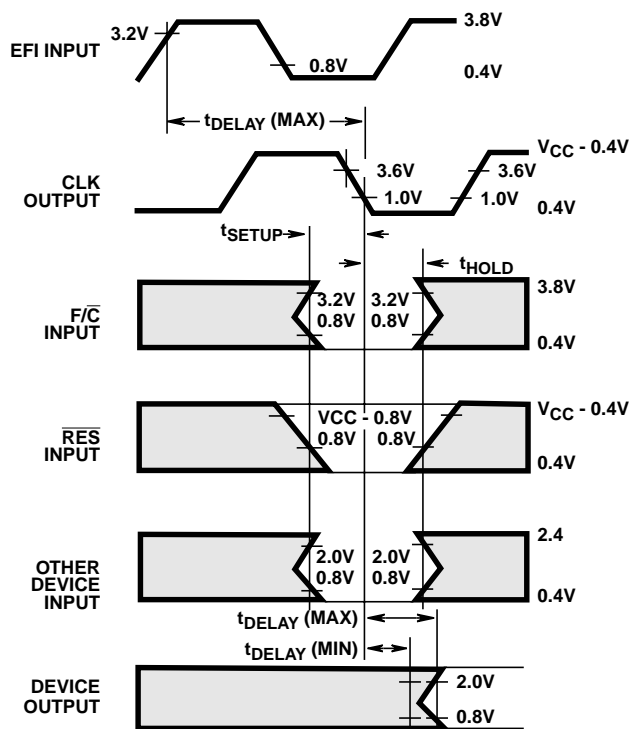 EFI INPUT
3.2V
3.8V
0.8V
0.4V
tDELAY (MAX)
CLK
OUTPUT
VCC - 0.4V
3.6V
3.6V
1.0V
1.0V
0.4V
tSETUP
tHOLD
F/C̅
INPUT
3.8V
3.2V 3.2V
0.8V 0.8V
0.4V
R̅E̅S̅
INPUT
VCC - 0.4V
VCC - 0.8V
0.8V 0.8V
0.4V
OTHER
DEVICE
INPUT
2.4
2.0V 2.0V
0.8V 0.8V
0.4V
tDELAY (MAX)
tDELAY (MIN)
DEVICE
OUTPUT
2.0V
0.8V